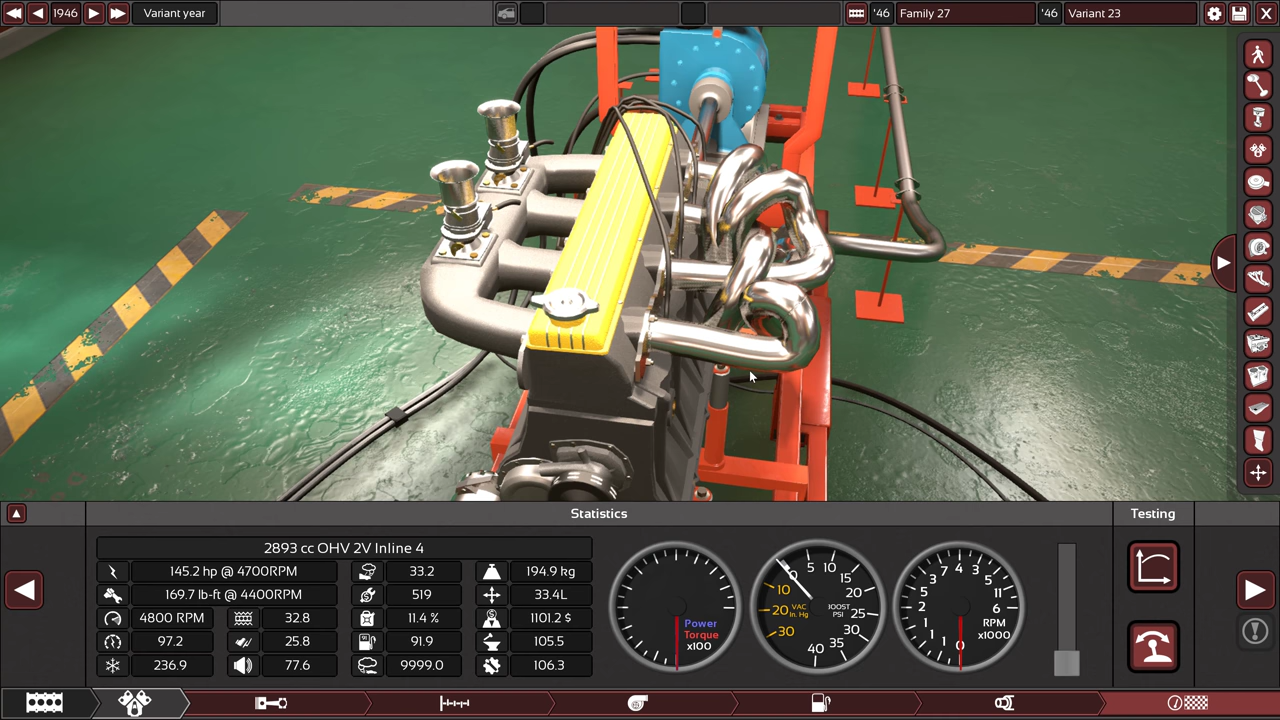 1946 Variant year '46 Family 27 '46 Variant 23
Statistics Testing
2893 cc OHV 2V Inline 4
145.2 hp @ 4700RPM 33.2 194.9 kg
169.7 lb-ft @ 4400RPM 519 33.4L
4800 RPM 32.8 11.4 % 1101.2 $
97.2 25.8 91.9 105.5
236.9 77.6 9999.0 106.3
Power
Torque
x100
0 5 10 15 20 25 30 35 40
10 20 30
VAC
In. Hg
BOOST
PSI
0 1 1 2 5 3 7 4 3 5 11 6
RPM
x1000